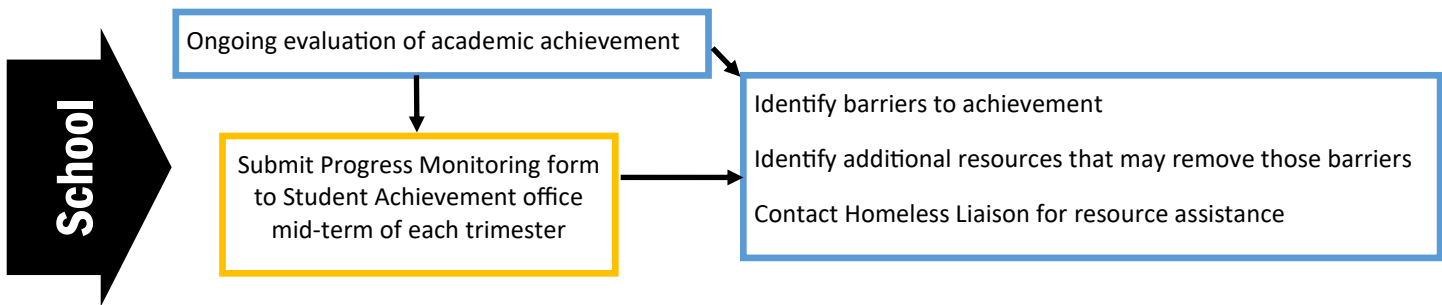 School
Ongoing evaluation of academic achievement
Submit Progress Monitoring form
to Student Achievement office
mid-term of each trimester
Identify barriers to achievement
Identify additional resources that may remove those barriers
Contact Homeless Liaison for resource assistance